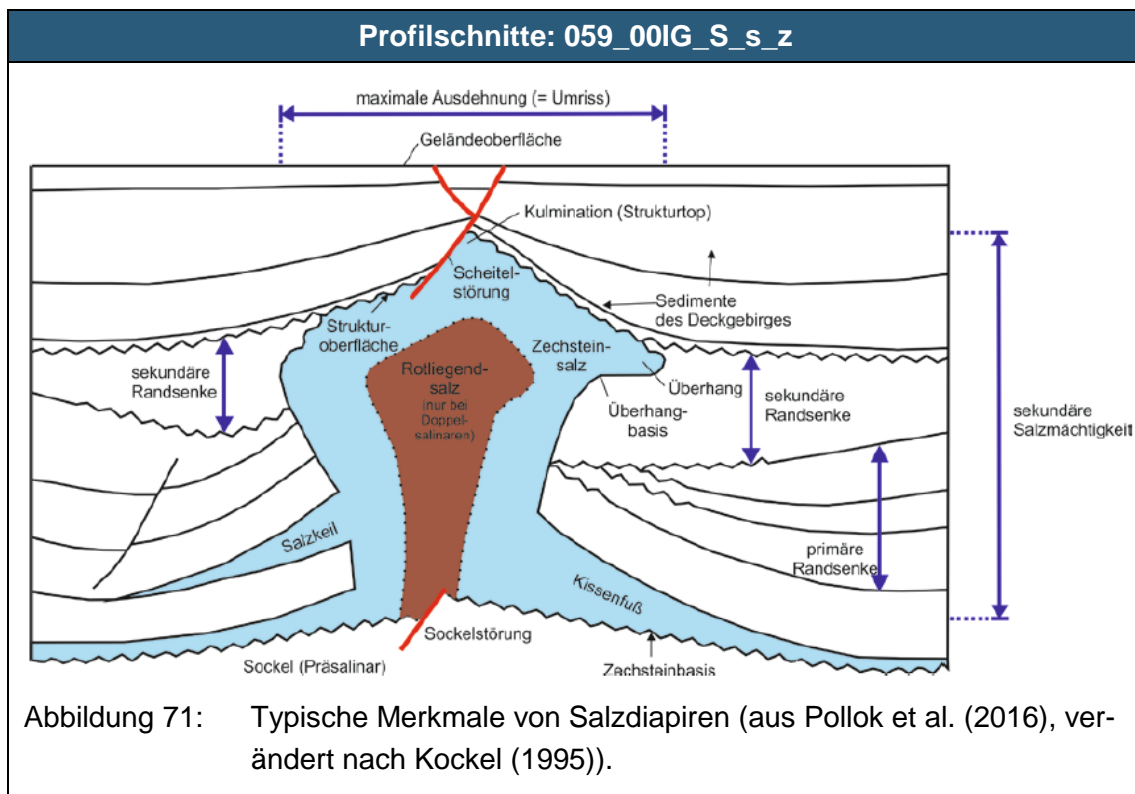 Profilschnitte: 059_00IG_S_s_z
maximale Ausdehnung (= Umriss)
Geländeoberfläche
Kulmination (Strukturtop)
Scheitel-
störung
Sedimente
des Deckgebirges
Struktur-
oberfläche
Zechstein-
salz
sekundäre
Randsenke
Rotliegend-
salz
(nur bei
Doppel-
salinaren)
Überhang
Überhang-
basis
sekundäre
Randsenke
sekundäre
Salzmächtigkeit
Salzkeil
primäre
Randsenke
Kissenfuß
Sockelstörung
Sockel (Präsalinar)
Zechsteinbasis
Abbildung 71: Typische Merkmale von Salzdiapiren (aus Pollok et al. (2016), ver-
ändert nach Kockel (1995)).